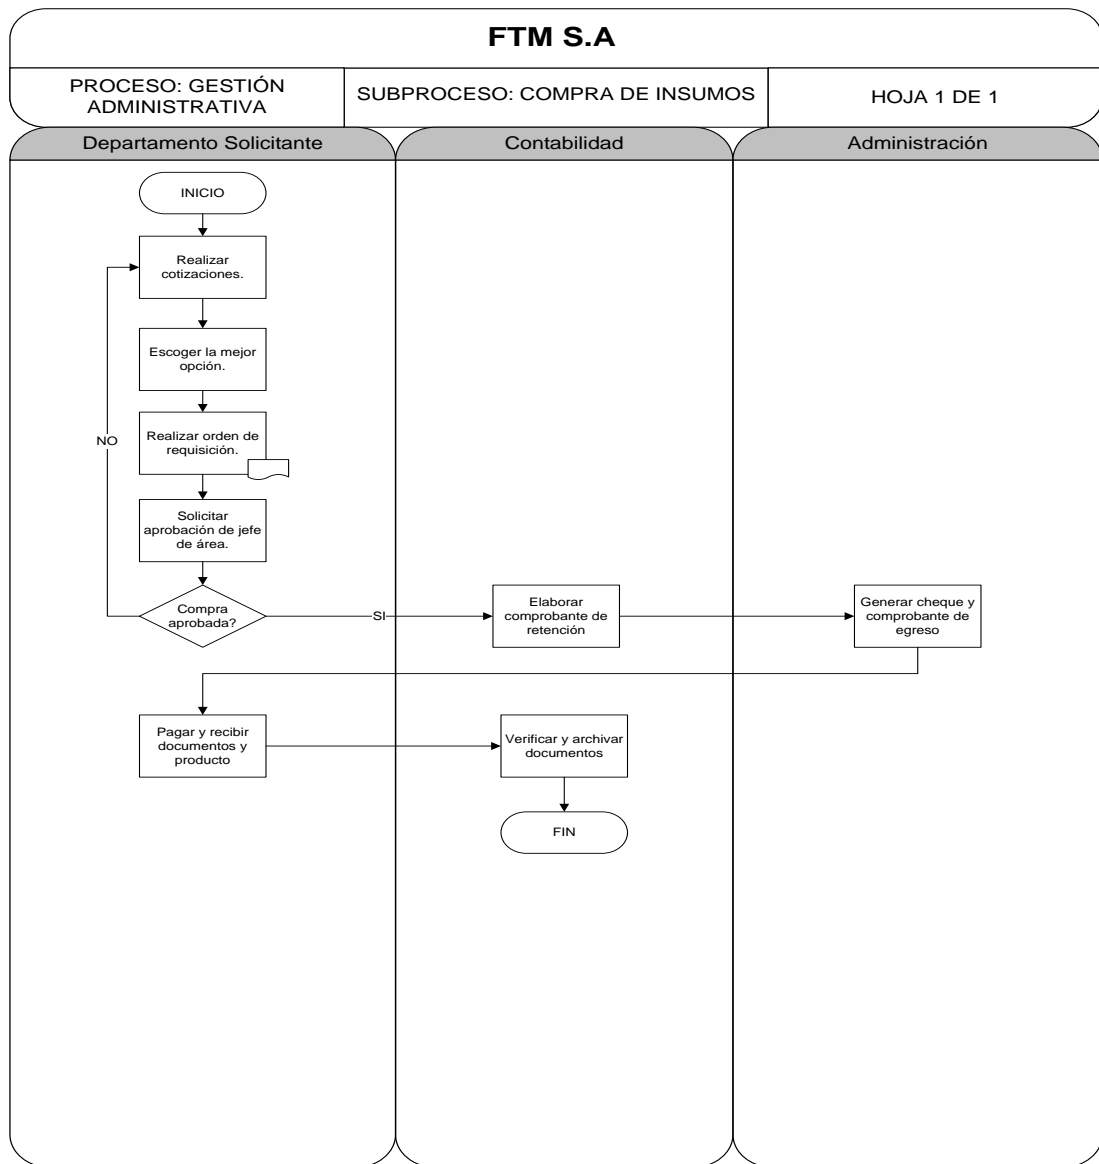 FTM S.A
PROCESO: GESTIÓN
ADMINISTRATIVA
SUBPROCESO: COMPRA DE INSUMOS
HOJA 1 DE 1
Departamento Solicitante
Contabilidad
Administración
INICIO
Realizar
cotizaciones.
Escoger la mejor
opción.
NO
Realizar orden de
requisición.
Solicitar
aprobación de jefe
de área.
Compra
aprobada?
SI
Elaborar
comprobante de
retención
Generar cheque y
comprobante de
egreso
Pagar y recibir
documentos y
producto
Verificar y archivar
documentos
FIN